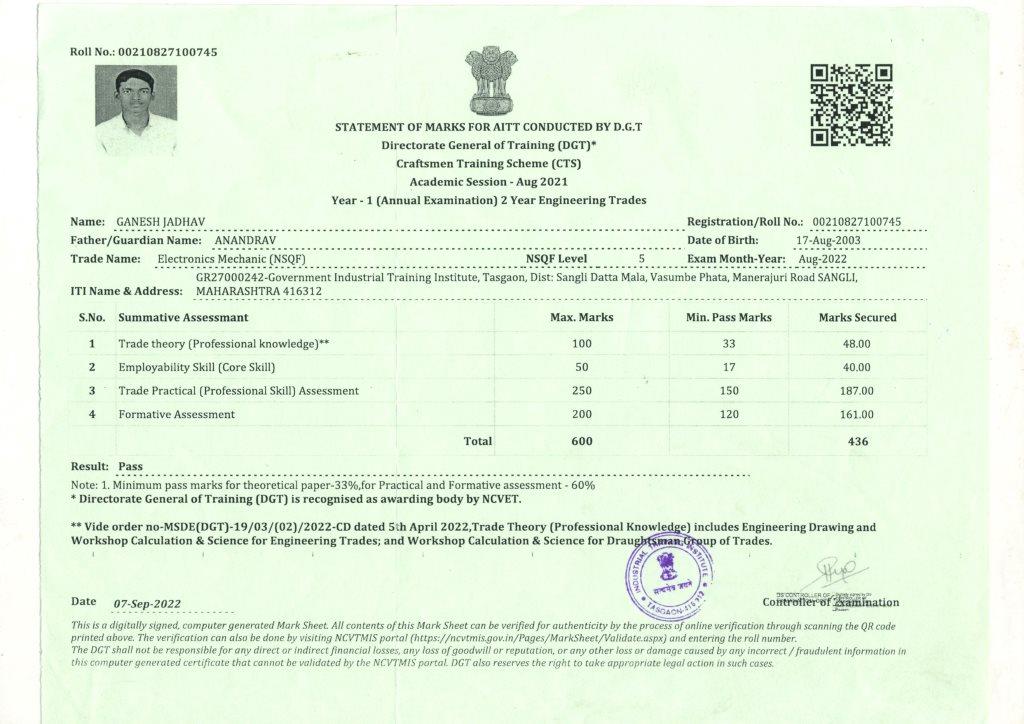 Roll No.: 00210827100745
STATEMENT OF MARKS FOR AITT CONDUCTED BY D.G.T
Directorate General of Training (DGT)*
Craftsmen Training Scheme (CTS)
Academic Session - Aug 2021
Year - 1 (Annual Examination) 2 Year Engineering Trades
Name: GANESH JADHAV Registration/Roll No.: 00210827100745
Father/Guardian Name: ANANDRAV Date of Birth: 17-Aug-2003
Trade Name: Electronics Mechanic (NSQF) NSQF Level 5 Exam Month-Year: Aug-2022
GR27000242-Government Industrial Training Institute, Tasgaon, Dist: Sangli Datta Mala, Vasumbe Phata, Manerajuri Road SANGLI,
ITI Name & Address: MAHARASHTRA 416312
S.No. Summative Assessmant Max. Marks Min. Pass Marks Marks Secured
1 Trade theory (Professional knowledge)** 100 33 48.00
2 Employability Skill (Core Skill) 50 17 40.00
3 Trade Practical (Professional Skill) Assessment 250 150 187.00
4 Formative Assessment 200 120 161.00
Total 600 436
Result: Pass
Note: 1. Minimum pass marks for theoretical paper-33%,for Practical and Formative assessment - 60%
* Directorate General of Training (DGT) is recognised as awarding body by NCVET.
** Vide order no-MSDE(DGT)-19/03/(02)/2022-CD dated 5th April 2022,Trade Theory (Professional Knowledge) includes Engineering Drawing and
Workshop Calculation & Science for Engineering Trades; and Workshop Calculation & Science for Draughtsman Group of Trades.
INDUSTRIAL TRAINING INSTITUTE
सत्यमेव जयते
TASGAON-416 312
Date 07-Sep-2022
Controller of Examination
This is a digitally signed, computer generated Mark Sheet. All contents of this Mark Sheet can be verified for authenticity by the process of online verification through scanning the QR code
printed above. The verification can also be done by visiting NCVTMIS portal (https://ncvtmis.gov.in/Pages/MarkSheet/Validate.aspx) and entering the roll number.
The DGT shall not be responsible for any direct or indirect financial losses, any loss of goodwill or reputation, or any other loss or damage caused by any incorrect / fraudulent information in
this computer generated certificate that cannot be validated by the NCVTMIS portal. DGT also reserves the right to take appropriate legal action in such cases.